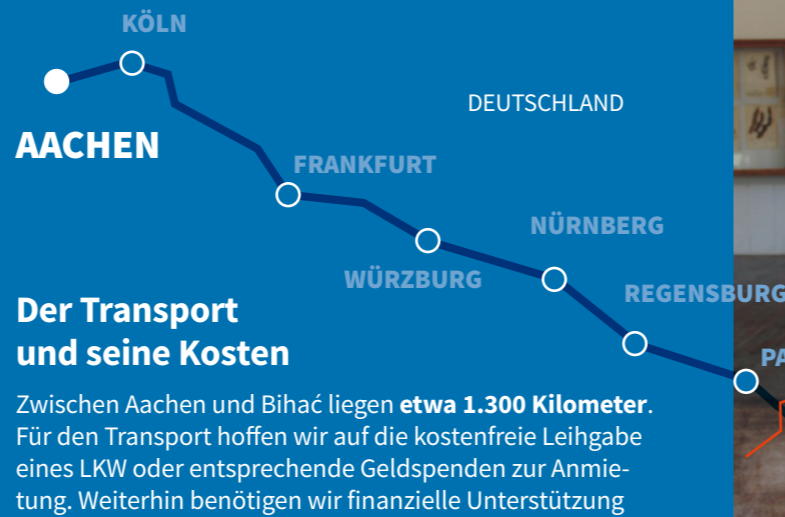 KÖLN
DEUTSCHLAND
AACHEN
FRANKFURT
NÜRNBERG
WÜRZBURG
REGENSBURG
PA
Der Transport
und seine Kosten
Zwischen Aachen und Bihać liegen etwa 1.300 Kilometer.
Für den Transport hoffen wir auf die kostenfreie Leihgabe
eines LKW oder entsprechende Geldspenden zur Anmie-
tung. Weiterhin benötigen wir finanzielle Unterstützung